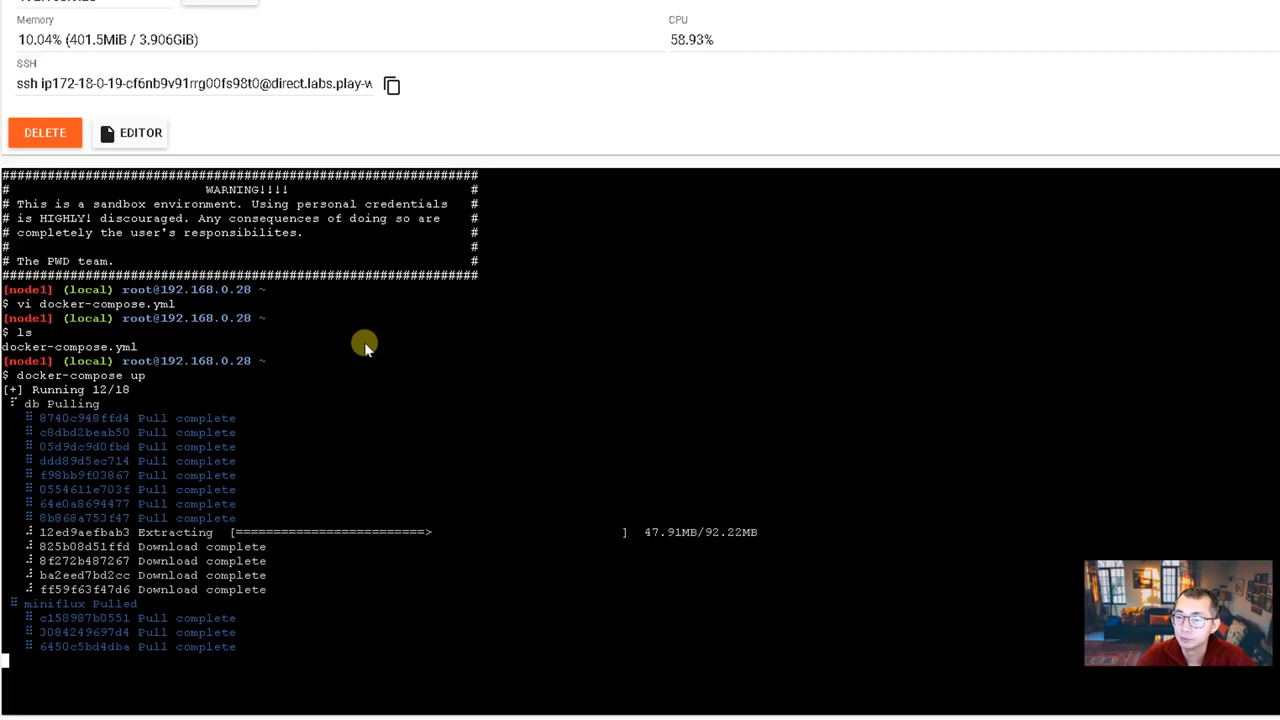 Memory
CPU
10.04% (401.5MiB / 3.906GiB)
58.93%
SSH
ssh ip172-18-0-19-cf6nb9v91rrg00fs98t0@direct.labs.play-w
DELETE
EDITOR
###############################################################
# WARNING!!!! #
# This is a sandbox environment. Using personal credentials #
# is HIGHLY! discouraged. Any consequences of doing so are #
# completely the user's responsibilites. #
# #
# The PWD team. #
###############################################################
[node1] (local) root@192.168.0.28 ~
$ vi docker-compose.yml
[node1] (local) root@192.168.0.28 ~
$ ls
docker-compose.yml
[node1] (local) root@192.168.0.28 ~
$ docker-compose up
[+] Running 12/18
db Pulling
8740c948ffd4 Pull complete
c8dbd2beab50 Pull complete
05d9dc9d0fbd Pull complete
ddd89d5ec714 Pull complete
f98bb9f03867 Pull complete
0554611e703f Pull complete
64e0a8694477 Pull complete
8b868a753f47 Pull complete
12ed9aefbab3 Extracting [=========================> ] 47.91MB/92.22MB
825b08d51ffd Download complete
8f272b487267 Download complete
ba2eed7bd2cc Download complete
ff59f63f47d6 Download complete
miniflux Pulled
c158987b0551 Pull complete
3084249697d4 Pull complete
6450c5bd4dba Pull complete